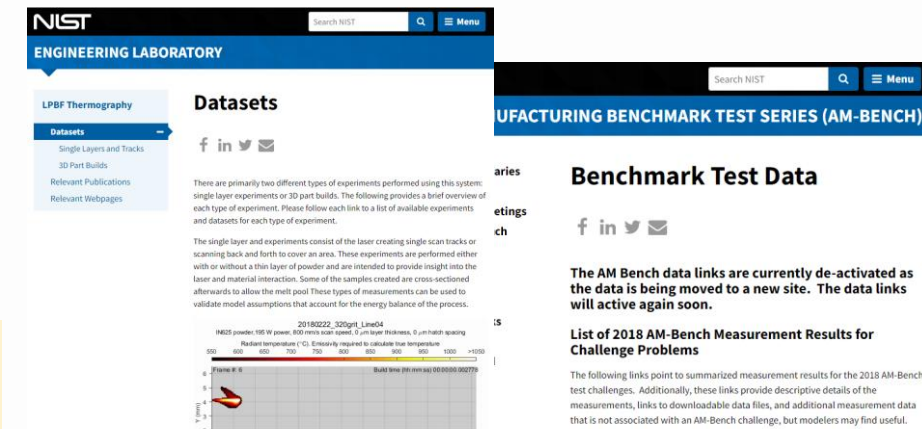 NIST
Search NIST
Menu
ENGINEERING LABORATORY
LPBF Thermography
Datasets
Single Layers and Tracks
3D Part Builds
Relevant Publications
Relevant Webpages
Datasets
There are primarily two different types of experiments performed using this system:
single layer experiments or 3D part builds. The following provides a brief overview of
each type of experiment. Please follow each link to a list of available experiments
and datasets for each type of experiment.
The single layer and experiments consist of the laser creating single scan tracks or
scanning back and forth to cover an area. These experiments are performed either
with or without a thin layer of powder and are intended to provide insight into the
laser and material interaction. Some of the samples created are cross-sectioned
afterwards to allow the melt pool These types of measurements can be used to
validate model assumptions that account for the energy balance of the process.
20180222_320grit_Line04
IN625 powder, 195 W power, 800 mm/s scan speed, 0 μm layer thickness, 0 μm hatch spacing
Radiant temperature (°C), Emissivity required to calculate true temperature
550 600 650 700 750 800 850 900 950 1000 >1050
Frame #: 6
Build time (hh:mm:ss) 00:00:00.002778
6
5
4
3
Y (mm)
Search NIST
Menu
UFACTURING BENCHMARK TEST SERIES (AM-BENCH)
aries
etings
ch
ks
Benchmark Test Data
The AM Bench data links are currently de-activated as
the data is being moved to a new site. The data links
will active again soon.
List of 2018 AM-Bench Measurement Results for
Challenge Problems
The following links point to summarized measurement results for the 2018 AM-Bench
test challenges. Additionally, these links provide descriptive details of the
measurements, links to downloadable data files, and additional measurement data
that is not associated with an AM-Bench challenge, but modelers may find useful.